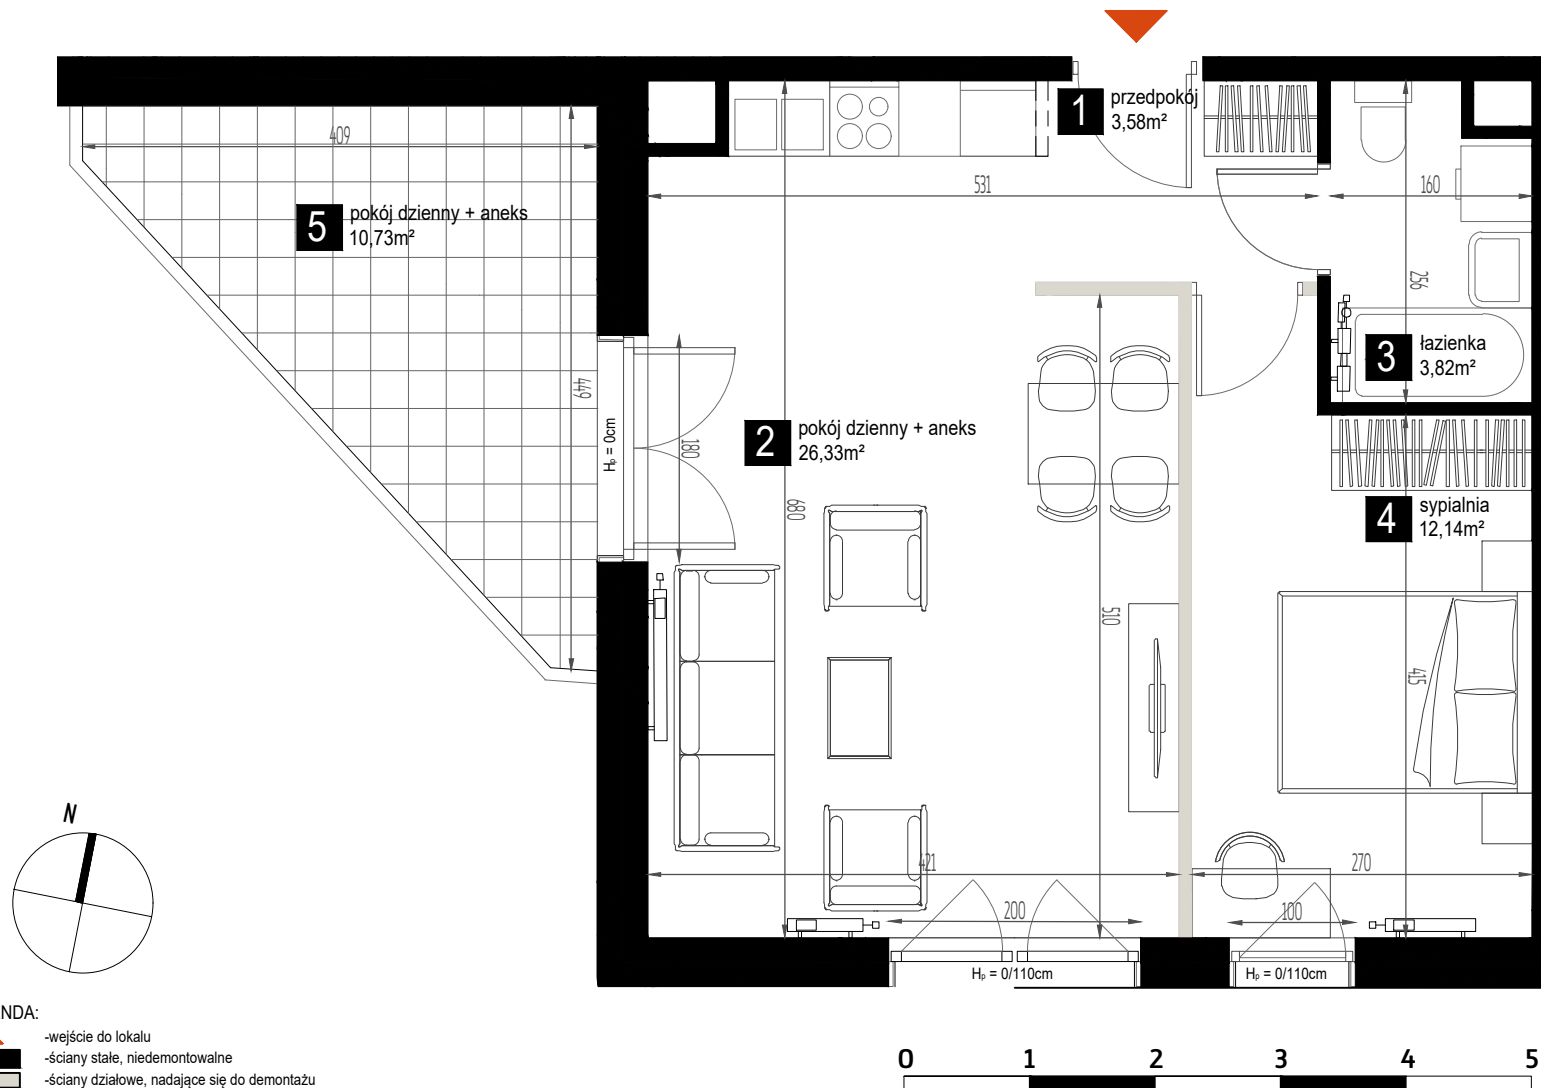 1
przedpokój
3,58m²
409
531
160
5
pokój dzienny + aneks
10,73m²
256
3
łazienka
3,82m²
449
Hₚ = 0cm
180
2
pokój dzienny + aneks
26,33m²
680
4
sypialnia
12,14m²
510
415
N
421
270
200
100
Hₚ = 0/110cm
Hₚ = 0/110cm
NDA:
-wejście do lokalu
-ściany stałe, niedemontowalne
-ściany działowe, nadające się do demontażu
0 1 2 3 4 5